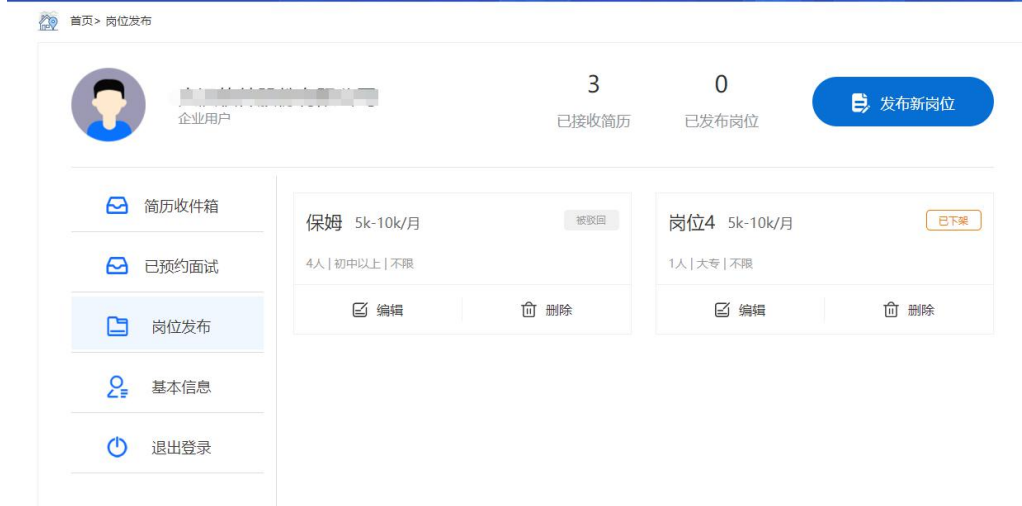 首页> 岗位发布
企业用户
3
已接收简历
0
已发布岗位
发布新岗位
简历收件箱
已预约面试
岗位发布
基本信息
退出登录
保姆 5k-10k/月 被驳回
4人|初中以上|不限
编辑 删除
岗位4 5k-10k/月 已下架
1人|大专|不限
编辑 删除